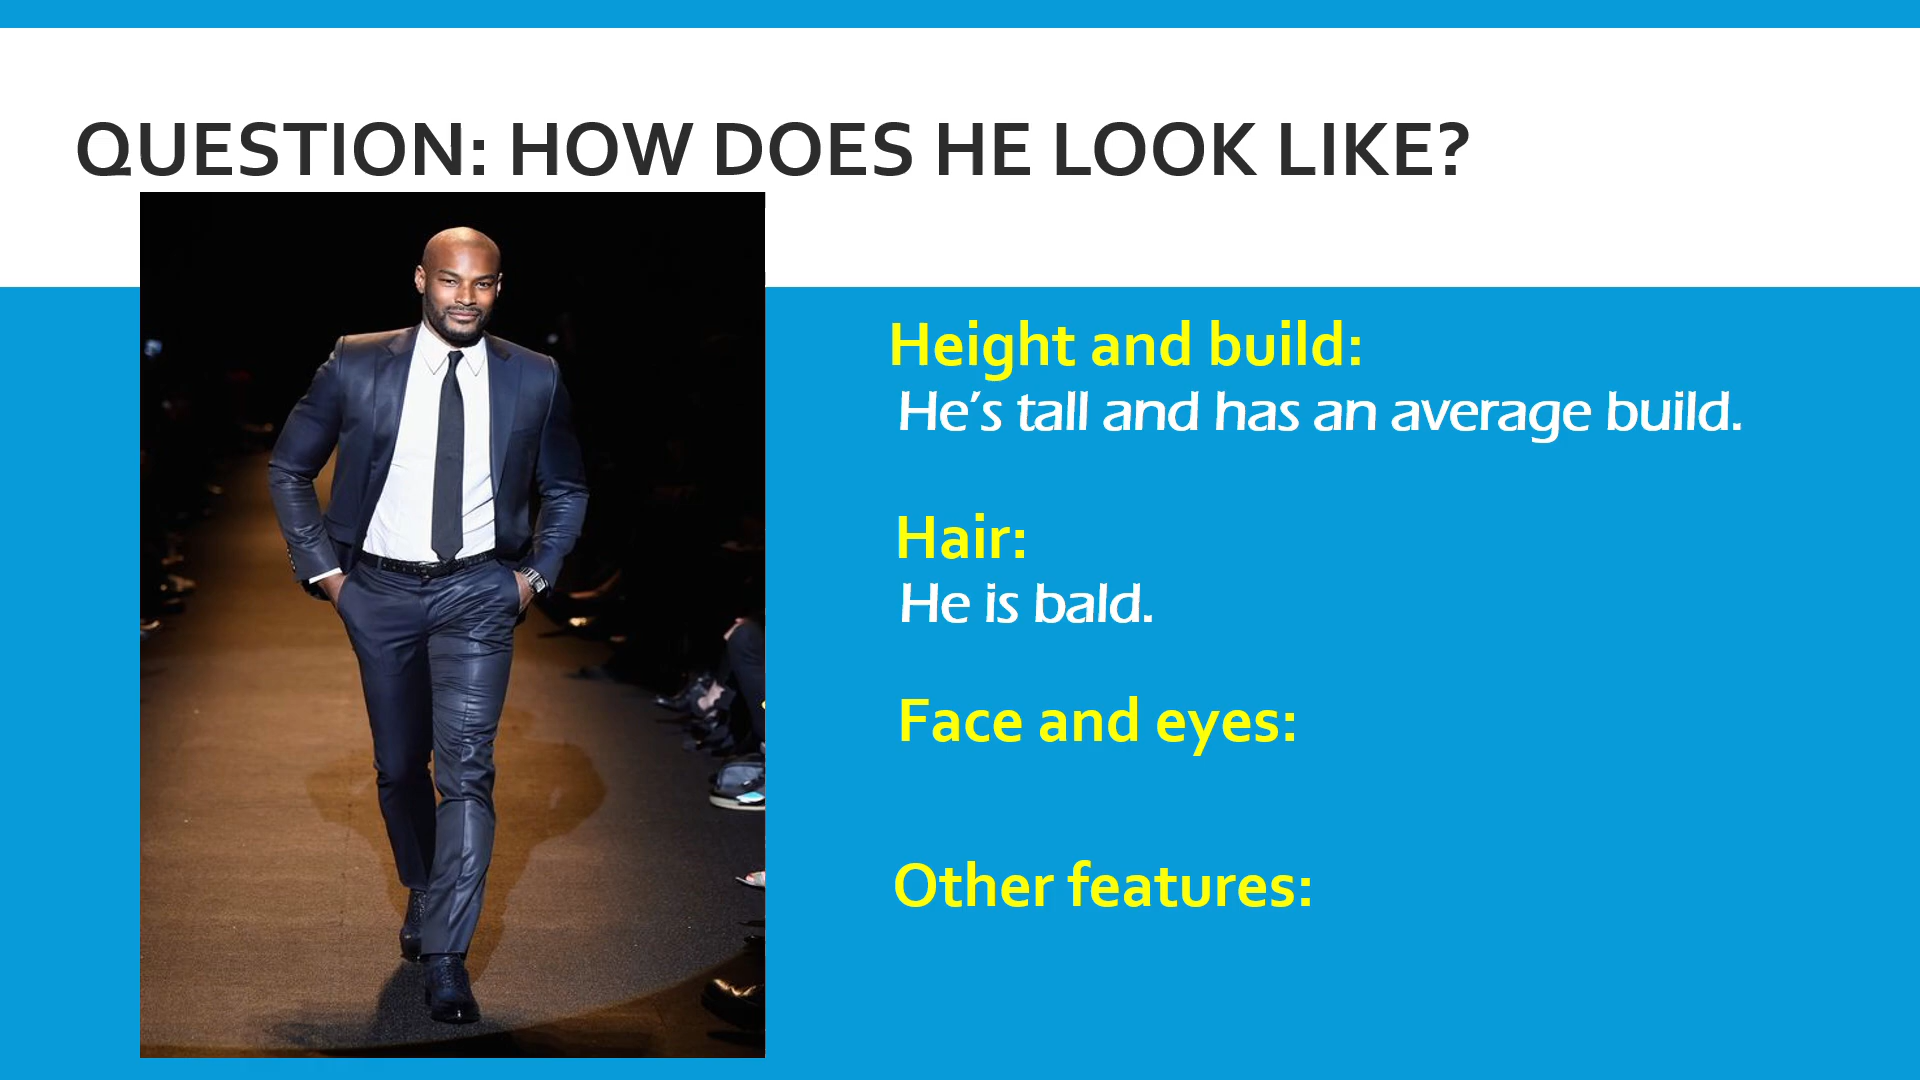 QUESTION: HOW DOES HE LOOK LIKE?
Height and build:
He's tall and has an average build.
Hair:
He is bald.
Face and eyes:
Other features: